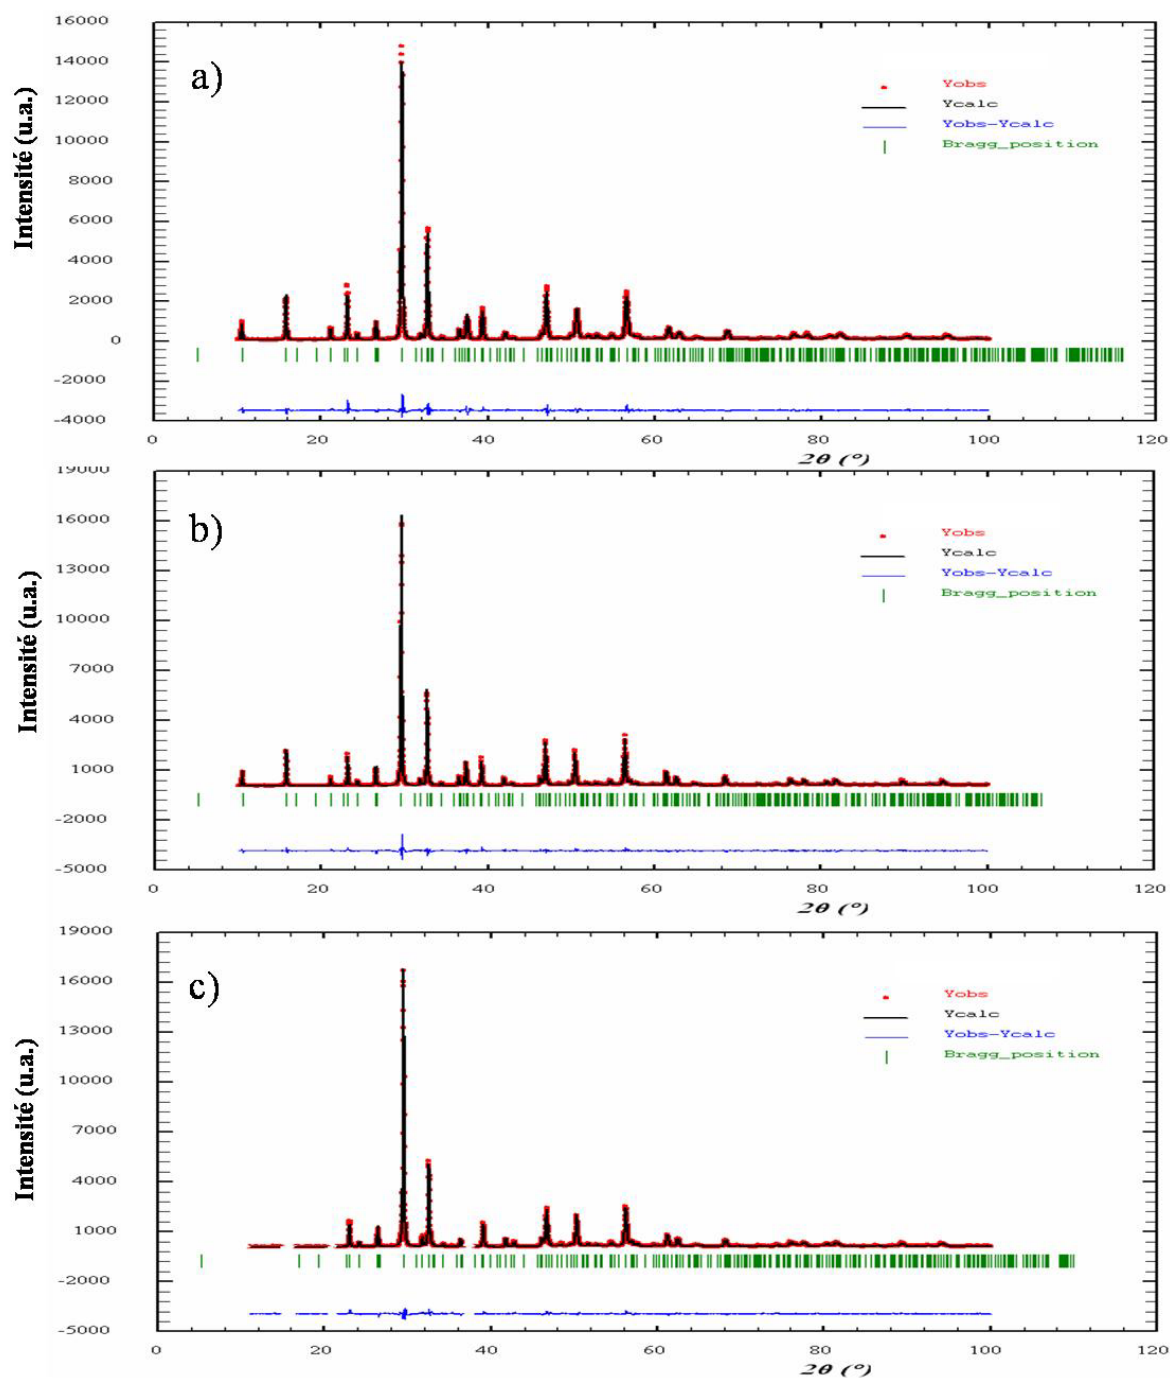 16000
14000
12000
10000
8000
6000
4000
2000
0
-2000
-4000
Intensité (u.a.)
a)
Yobs
Ycalc
Yobs-Ycalc
Bragg_position
0 20 40 60 80 100 120
2θ (°)
19000
16000
13000
10000
7000
4000
1000
-2000
-5000
Intensité (u.a.)
b)
Yobs
Ycalc
Yobs-Ycalc
Bragg_position
0 20 40 60 80 100 120
2θ (°)
19000
16000
13000
10000
7000
4000
1000
-2000
-5000
Intensité (u.a.)
c)
Yobs
Ycalc
Yobs-Ycalc
Bragg_position
0 20 40 60 80 100 120
2θ (°)